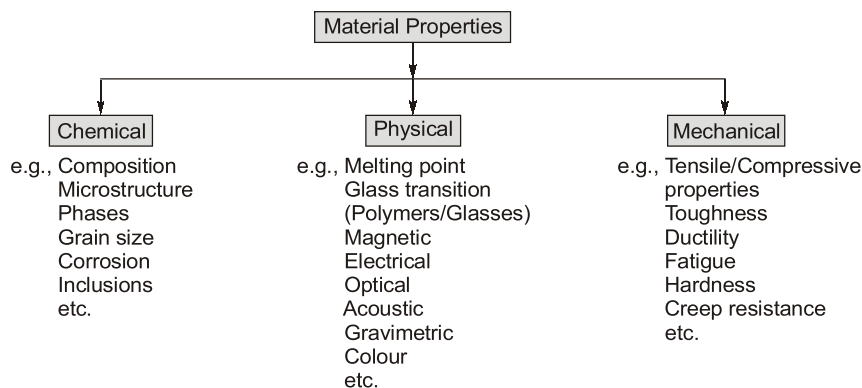 Material Properties
Chemical
e.g., Composition
Microstructure
Phases
Grain size
Corrosion
Inclusions
etc.
Physical
e.g., Melting point
Glass transition
(Polymers/Glasses)
Magnetic
Electrical
Optical
Acoustic
Gravimetric
Colour
etc.
Mechanical
e.g., Tensile/Compressive
properties
Toughness
Ductility
Fatigue
Hardness
Creep resistance
etc.